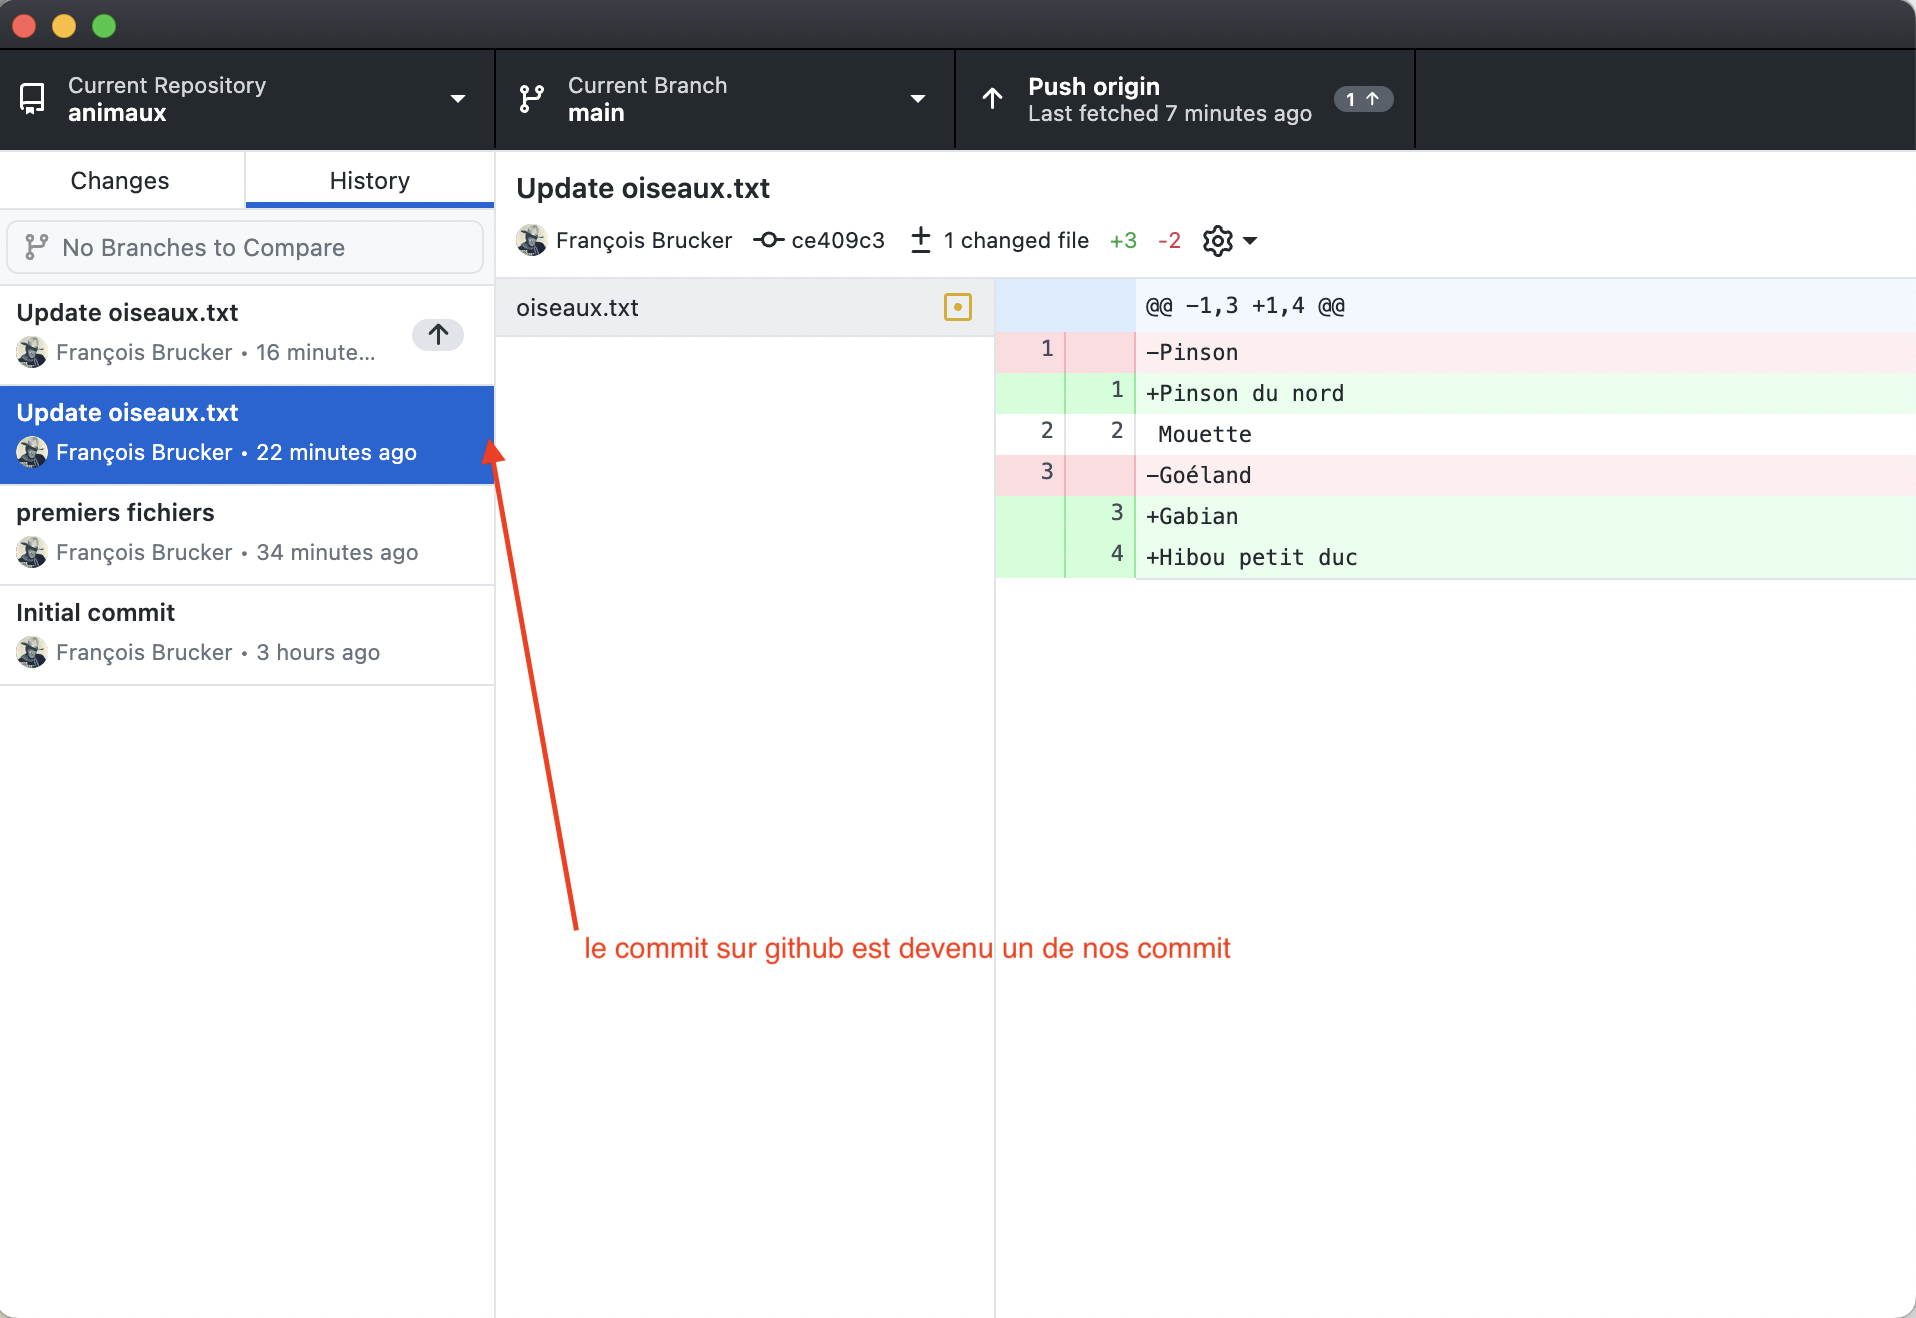 Current Repository
animaux
Current Branch
main
Push origin
Last fetched 7 minutes ago
1
Changes
History
No Branches to Compare
Update oiseaux.txt
François Brucker • 16 minute...
Update oiseaux.txt
François Brucker • 22 minutes ago
premiers fichiers
François Brucker • 34 minutes ago
Initial commit
François Brucker • 3 hours ago
Update oiseaux.txt
François Brucker ce409c3 1 changed file +3 -2
oiseaux.txt
@@ -1,3 +1,4 @@
1 -Pinson
1 +Pinson du nord
2 2 Mouette
3 -Goéland
3 +Gabian
4 +Hibou petit duc
le commit sur github est devenu un de nos commit